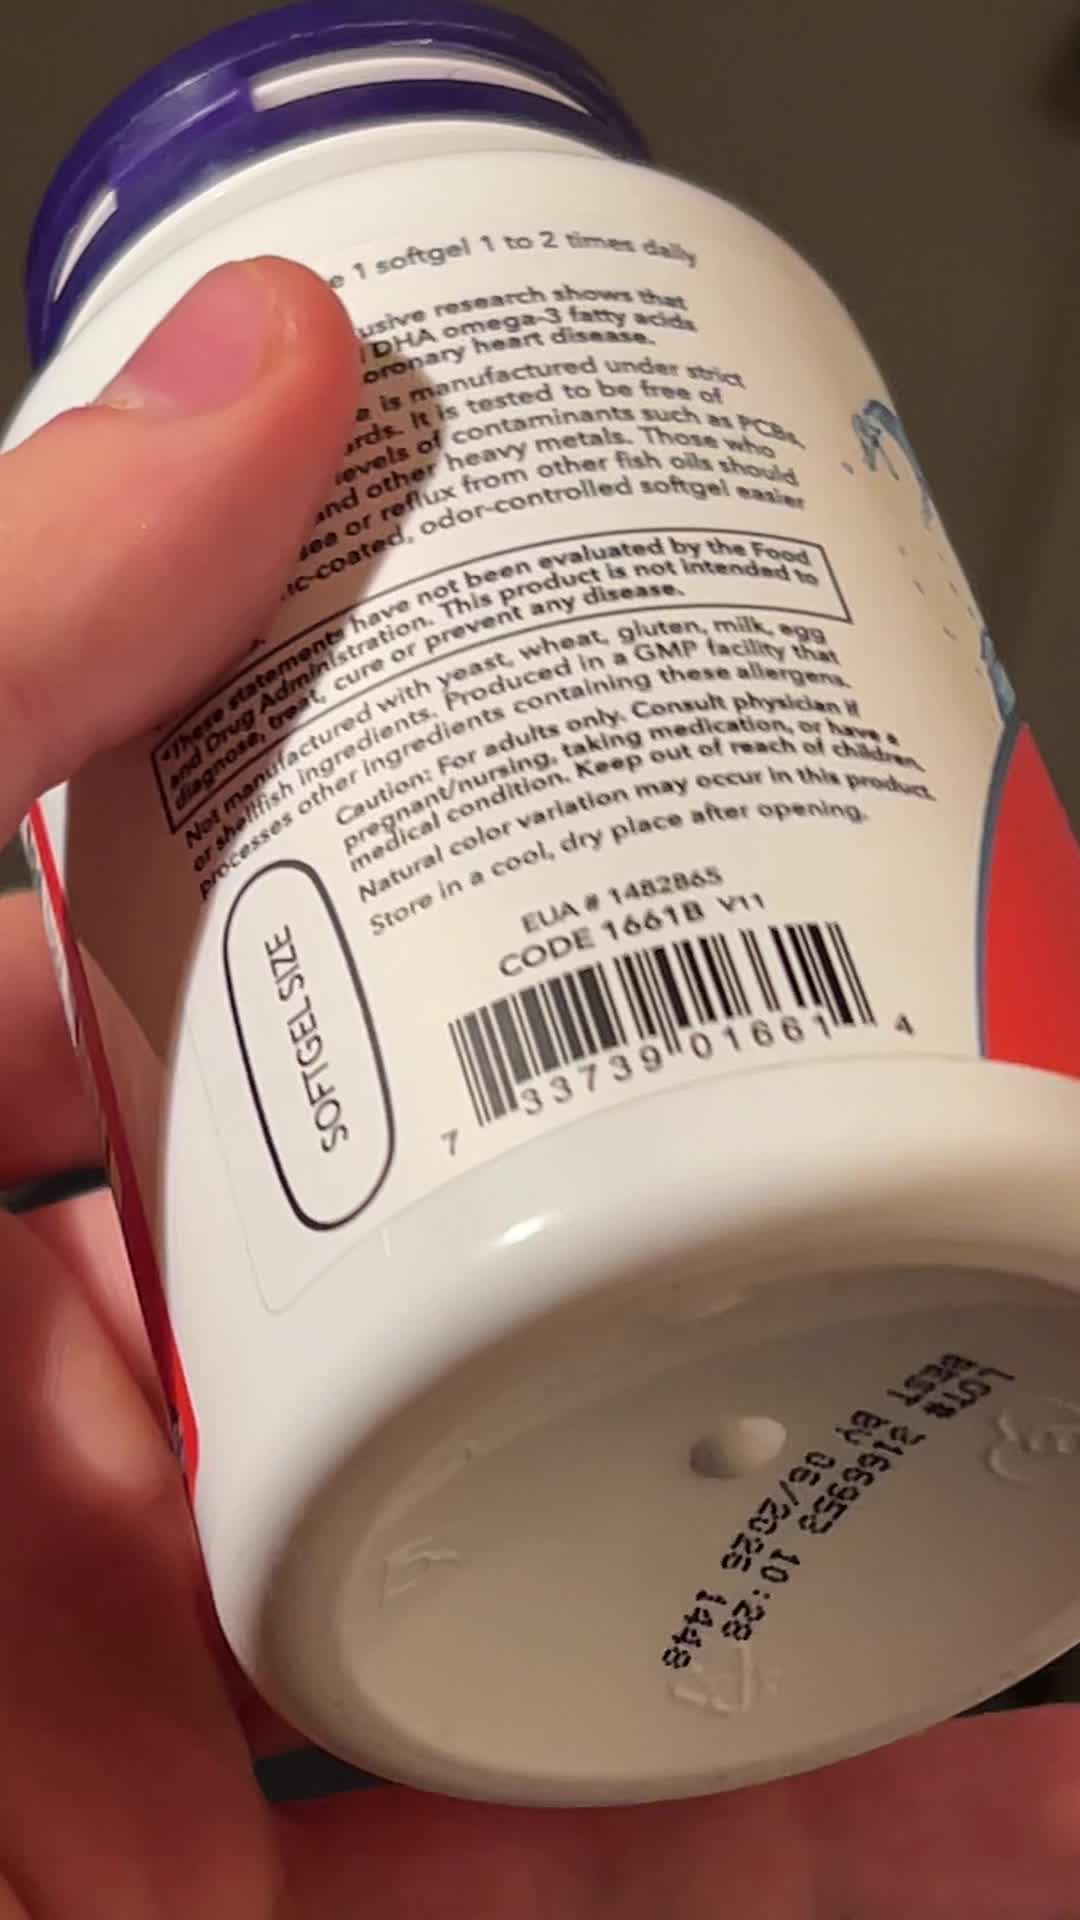 1 softgel 1 to 2 times daily
research shows that
DHA omega-3 fatty acids
heart disease.
is manufactured under strict
It is tested to be free of
of contaminants such as PCBs,
and other heavy metals. Those who
or reflux from other fish oils should
odor-controlled softgel easier
*These statements have not been evaluated by the Food
and Drug Administration. This product is not intended to
diagnose, treat, cure or prevent any disease.
Not manufactured with yeast, wheat, gluten, milk, egg
or shellfish ingredients. Produced in a GMP facility that
processes other ingredients containing these allergens.
Caution: For adults only. Consult physician if
pregnant/nursing, taking medication, or have a
medical condition. Keep out of reach of children.
Natural color variation may occur in this product.
Store in a cool, dry place after opening.
EUA # 1482865
CODE 1661B V11
SOFTGEL SIZE
7 33739 01661 4
LOT# 3166953 10:28
BEST BY 06/2026 1448